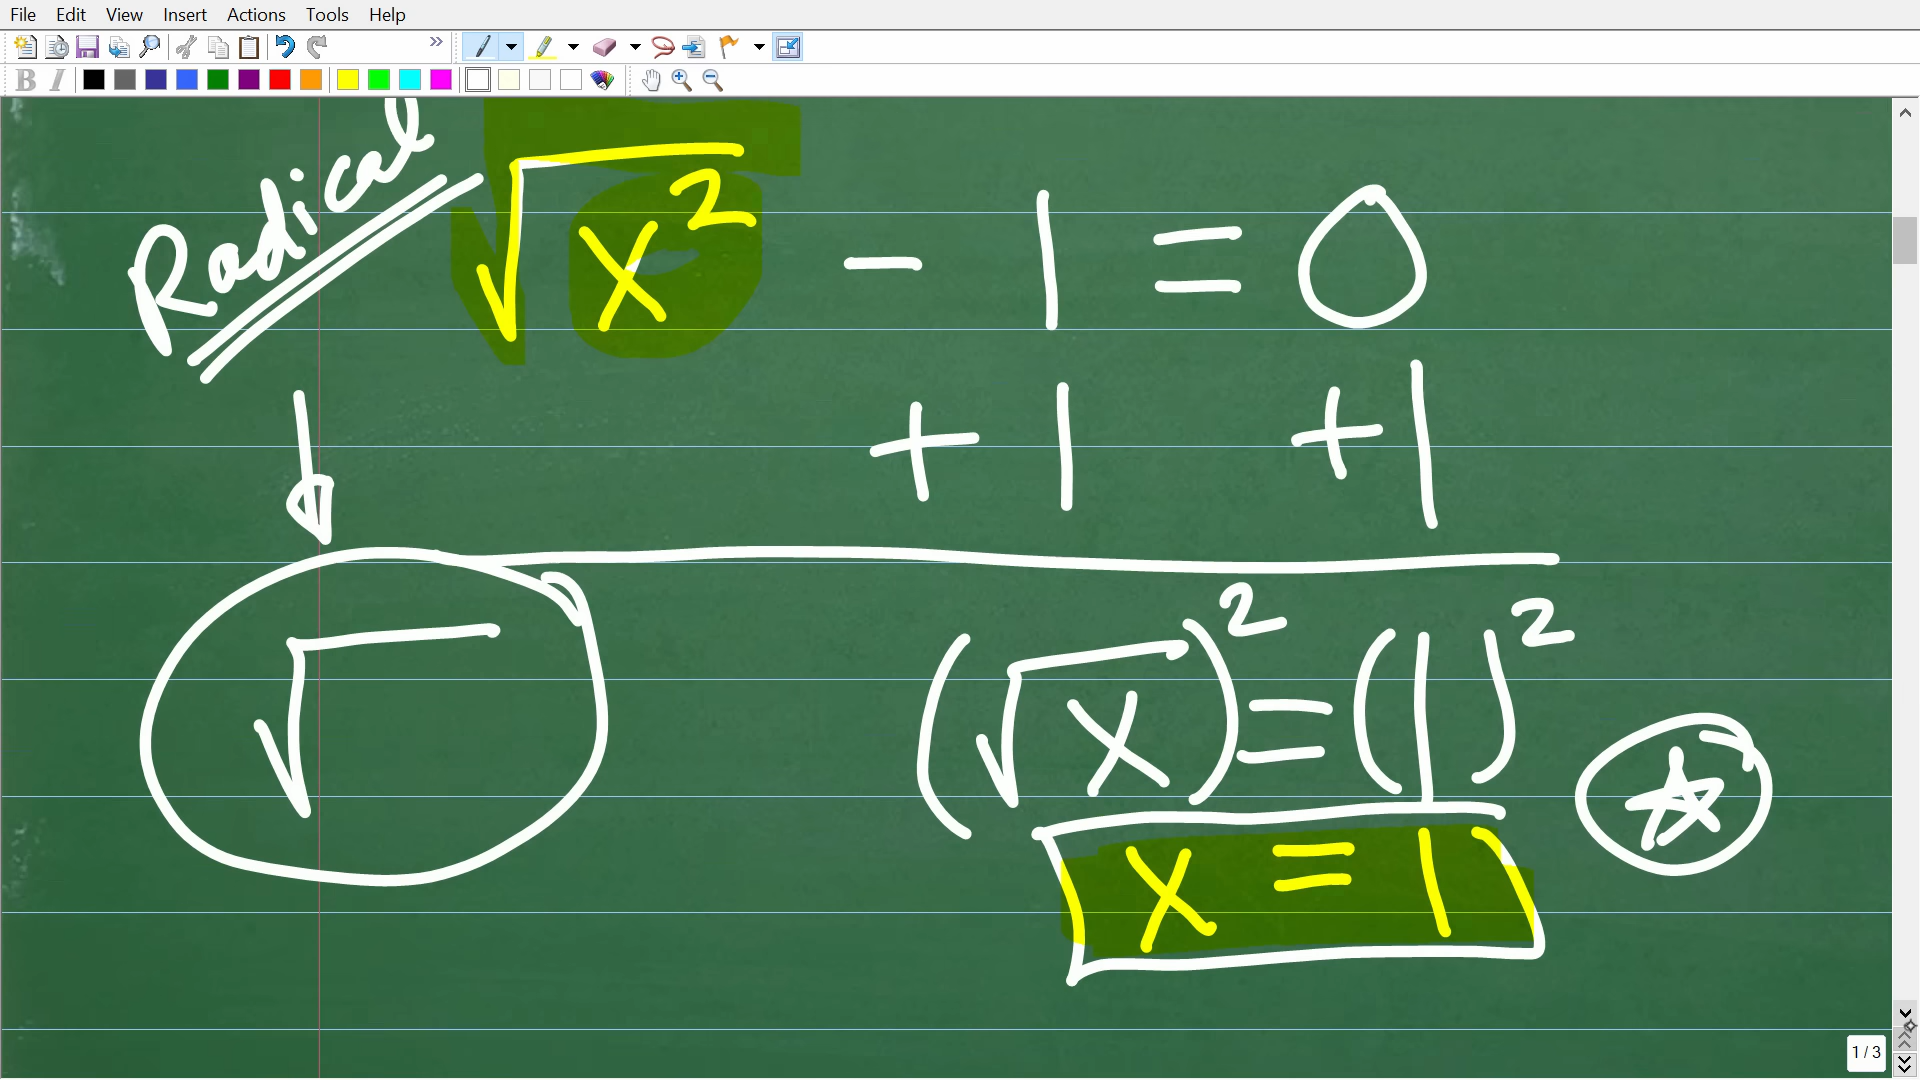 File Edit View Insert Actions Tools Help
B I
Radical
√x² - 1 = 0
+ 1 + 1
√
(√x)² = (1)²
x = 1
1 / 3